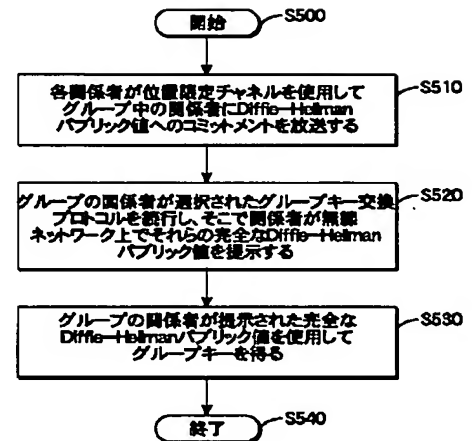 開始
S500
各関係者が位置限定チャネルを使用して
グループ中の関係者にDiffie-Hellman
パブリック値へのコミットメントを放送する
S510
グループの関係者が選択されたグループキー交換
プロトコルを続行し、そこで関係者が無線
ネットワーク上でそれらの完全なDiffie-Hellman
パブリック値を提示する
S520
グループの関係者が提示された完全な
Diffie-Hellmanパブリック値を使用して
グループキーを得る
S530
終了
S540